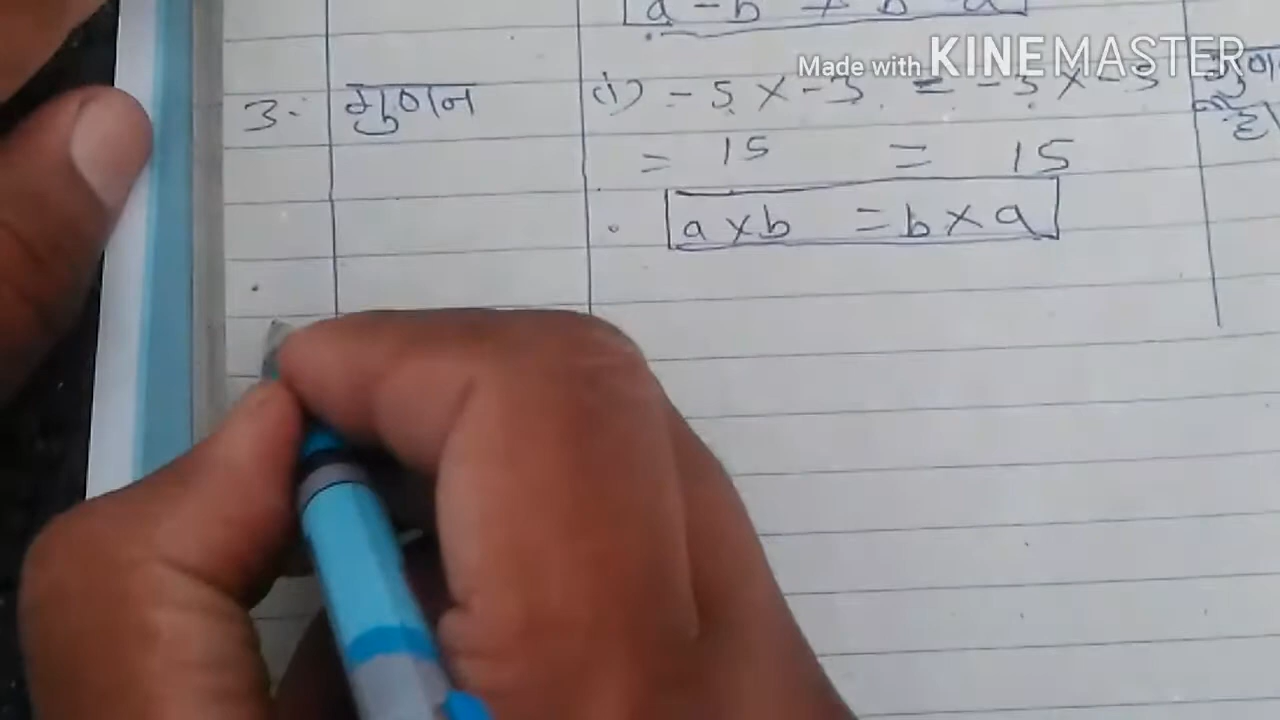 a - b ≠ b - a
Made with KINEMASTER
3. गुणन (i) - 5 × - 3 = - 3 × - 5
= 15 = 15
a × b = b × a